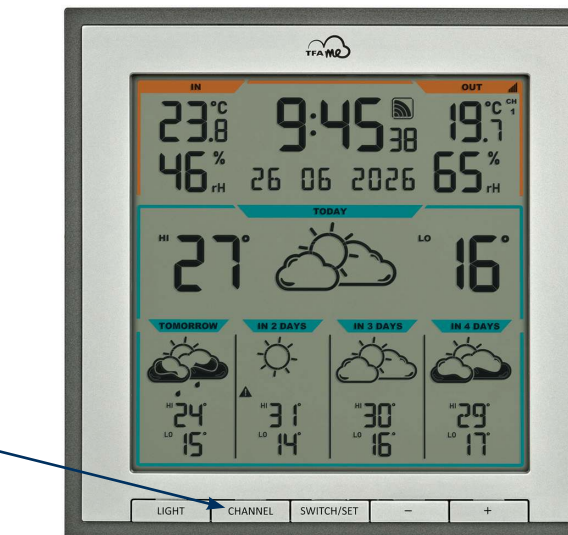 TFA ME
IN OUT
23.8 °C 9:45 38 19.7 °C CH 1
46 % rH 26 06 2026 65 % rH
TODAY
HI 27° LO 16°
TOMORROW IN 2 DAYS IN 3 DAYS IN 4 DAYS
HI 24° HI 31° HI 30° HI 29°
LO 15° LO 14° LO 16° LO 17°
LIGHT CHANNEL SWITCH/SET − +